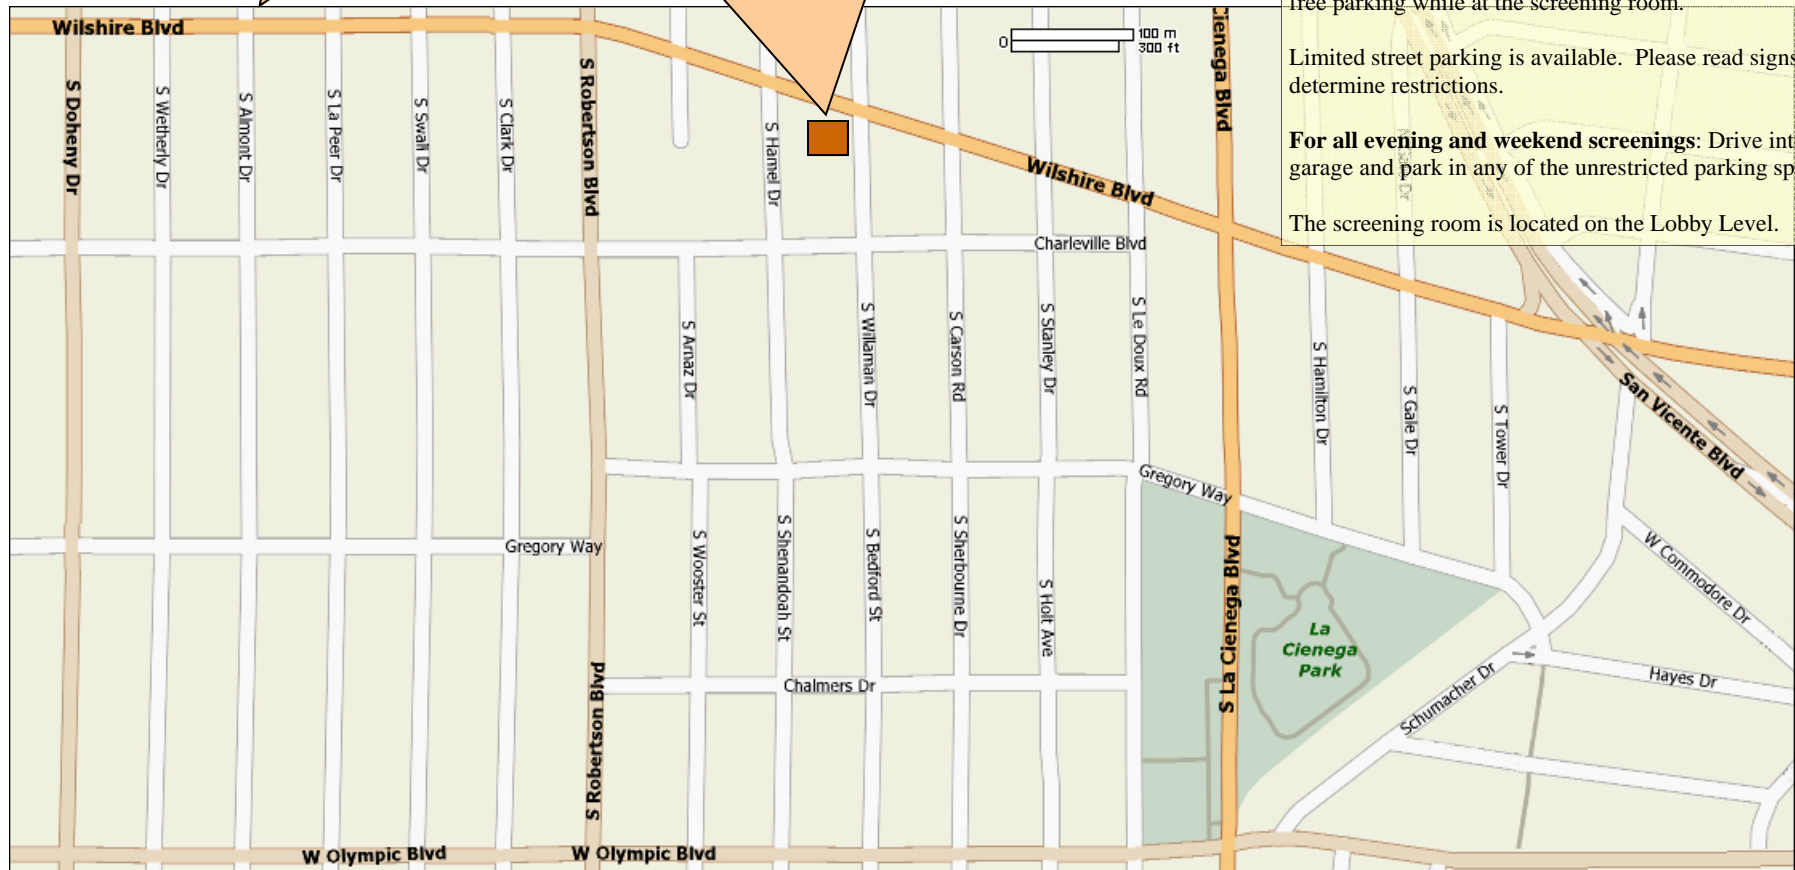 free parking while at the screening room.
Limited street parking is available. Please read signs
determine restrictions.
For all evening and weekend screenings: Drive int
garage and park in any of the unrestricted parking sp
The screening room is located on the Lobby Level.
Wilshire Blvd
0
100 m
300 ft
Cienega Blvd
S Doheny Dr
S Wetherly Dr
S Almont Dr
S La Peer Dr
S Swall Dr
S Clark Dr
S Robertson Blvd
S Hamel Dr
Wilshire Blvd
Charleville Blvd
S Arnaz Dr
S Willaman Dr
S Carson Rd
S Stanley Dr
S Le Doux Rd
S Hamilton Dr
S Gale Dr
S Tower Dr
San Vicente Blvd
Gregory Way
Gregory Way
S Wooster St
S Shenandoah St
S Bedford St
S Sherbourne Dr
S Holt Ave
S La Cienega Blvd
W Commodore Dr
La
Cienega
Park
Hayes Dr
Schumacher Dr
Chalmers Dr
S Robertson Blvd
W Olympic Blvd
W Olympic Blvd